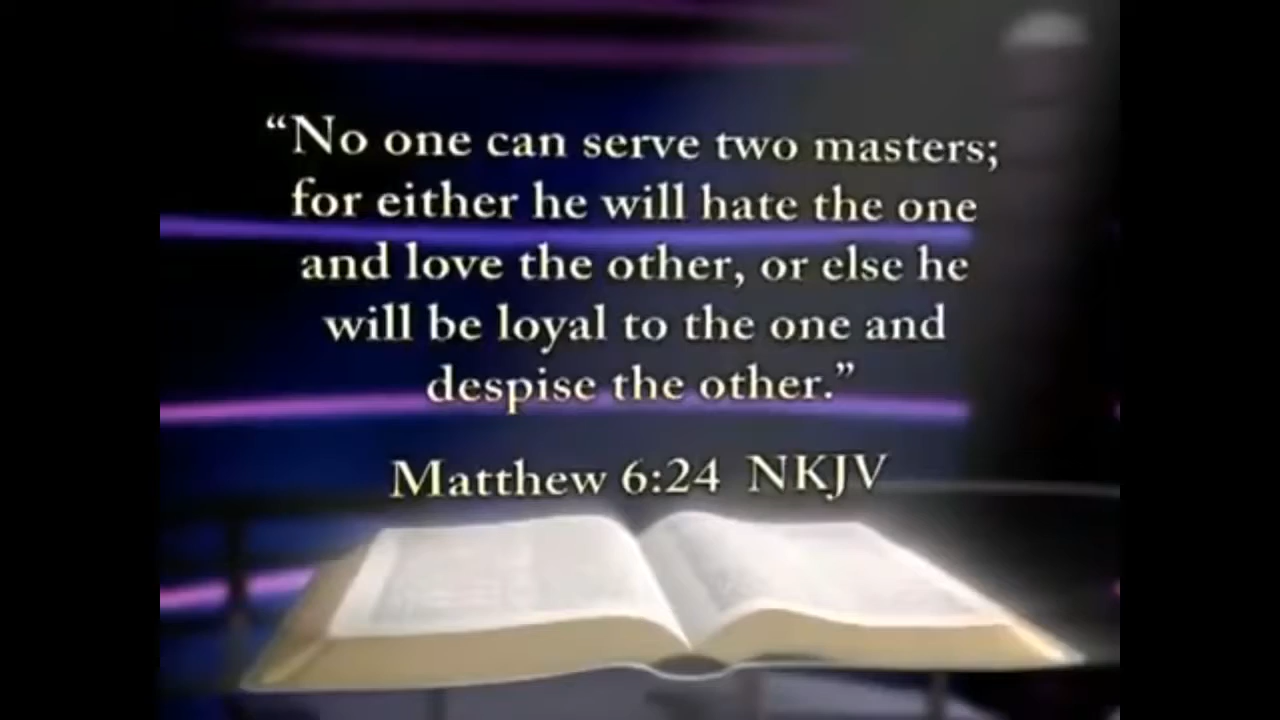 “No one can serve two masters;
for either he will hate the one
and love the other, or else he
will be loyal to the one and
despise the other.”
Matthew 6:24 NKJV